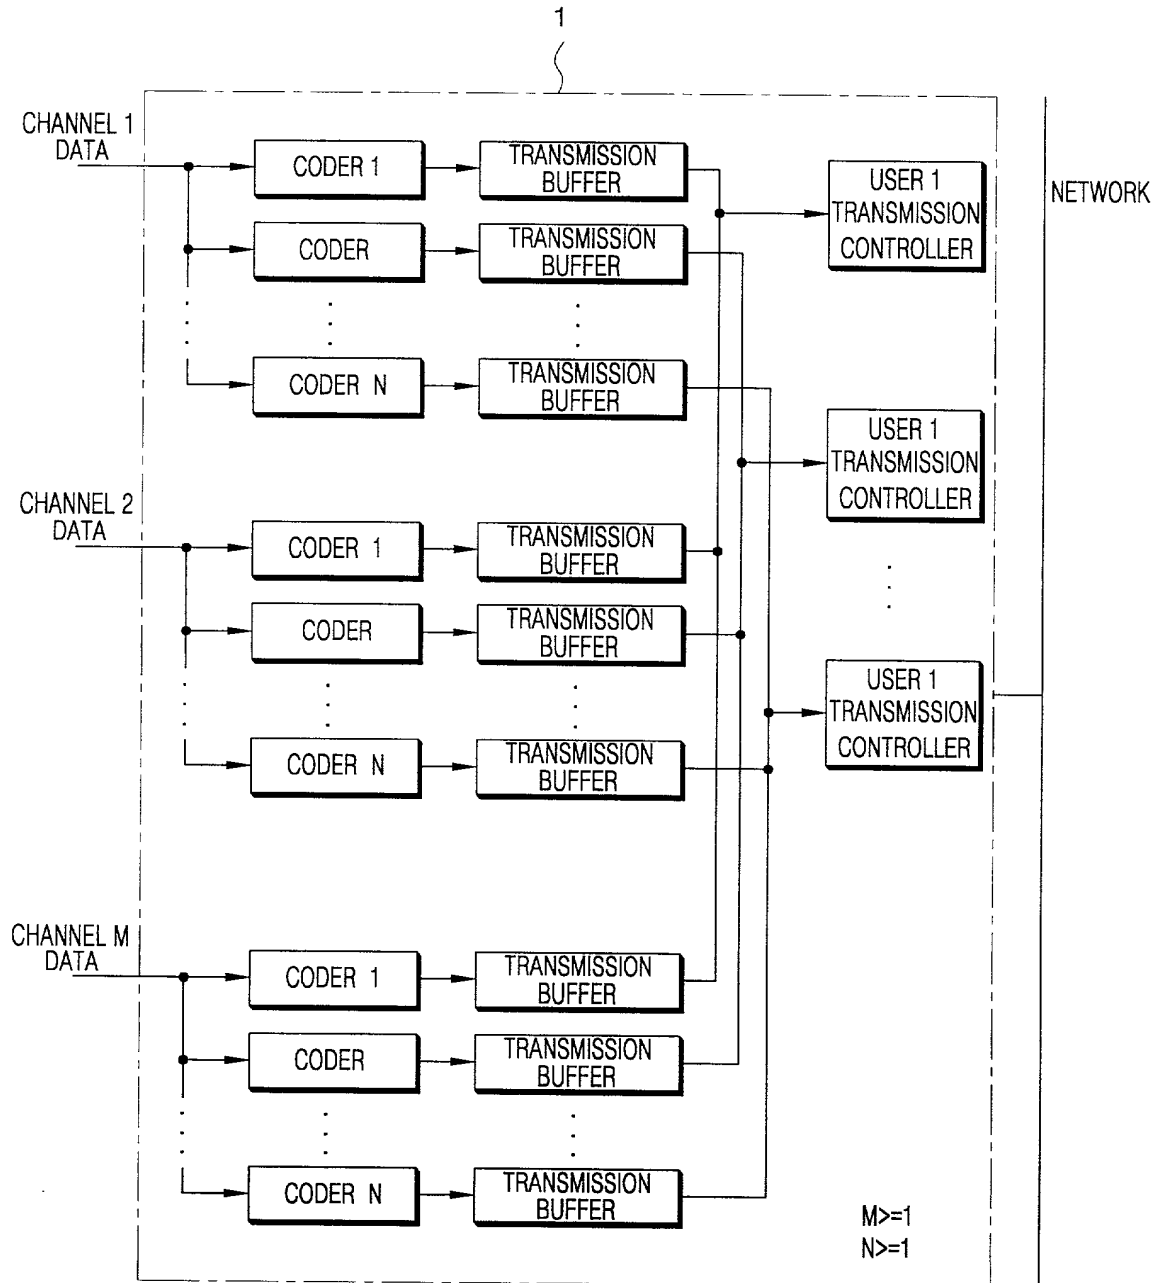 1
CHANNEL 1
DATA
CODER 1
TRANSMISSION
BUFFER
USER 1
TRANSMISSION
CONTROLLER
NETWORK
CODER
TRANSMISSION
BUFFER
CODER N
TRANSMISSION
BUFFER
USER 1
TRANSMISSION
CONTROLLER
CHANNEL 2
DATA
CODER 1
TRANSMISSION
BUFFER
CODER
TRANSMISSION
BUFFER
USER 1
TRANSMISSION
CONTROLLER
CODER N
TRANSMISSION
BUFFER
CHANNEL M
DATA
CODER 1
TRANSMISSION
BUFFER
CODER
TRANSMISSION
BUFFER
CODER N
TRANSMISSION
BUFFER
M>=1
N>=1